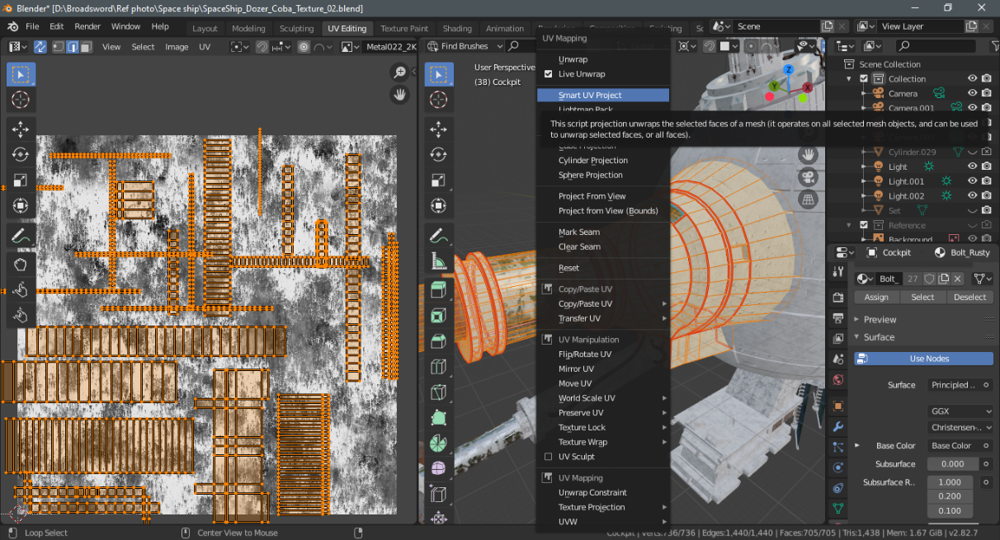 Blender* [D:\Broadsword\Ref photo\Space ship\SpaceShip_Dozer_Coba_Texture_02.blend]
File Edit Render Window Help
Layout Modeling Sculpting UV Editing Texture Paint Shading Animation
Scene
View Layer
View Select Image UV
Metal022_2K
Find Brushes
User Perspective
(38) Cockpit
UV Mapping
Unwrap
Live Unwrap
Smart UV Project
Lightmap Pack
This script projection unwraps the selected faces of a mesh (it operates on all selected mesh objects, and can be used
to unwrap selected faces, or all faces).
Cube Projection
Cylinder Projection
Sphere Projection
Project From View
Project from View (Bounds)
Mark Seam
Clear Seam
Reset
Copy/Paste UV
Copy/Paste UV
Transfer UV
UV Manipulation
Flip/Rotate UV
Mirror UV
Move UV
World Scale UV
Preserve UV
Texture Lock
Texture Wrap
UV Sculpt
UV Mapping
Unwrap Constraint
Texture Projection
UVW
Z
Y
X
Scene Collection
Collection
Camera
Camera.001
Cylinder.029
Light
Light.001
Light.002
Set
Reference
Background
Cockpit
Bolt_Rusty
Bolt_
27
Assign Select Deselect
Preview
Surface
Use Nodes
Surface Principled ..
GGX
Christensen-..
Base Color Base Color
Subsurface 0.000
Subsurface R.. 1.000
0.200
0.100
Loop Select
Center View to Mouse
Cockpit | Verts:736/736 | Edges:1,440/1,440 | Faces:705/705 | Tris:1,438 | Mem: 1.67 GiB | v2.82.7